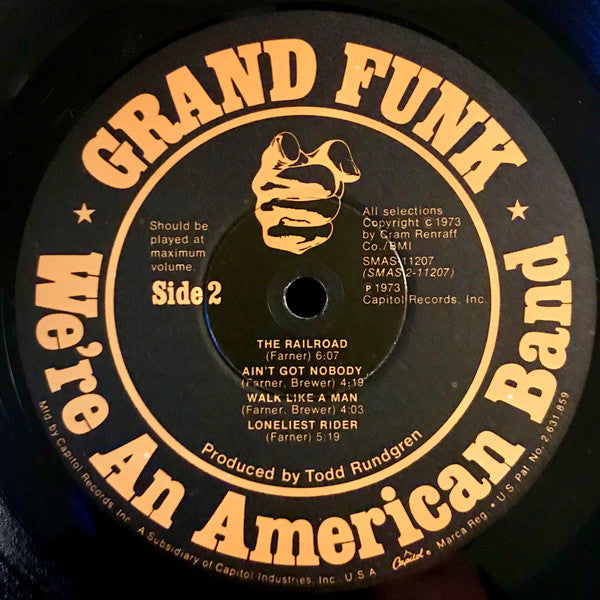 GRAND FUNK
We're An American Band
Should be
played at
maximum
volume.
Side 2
All selections
Copyright © 1973
by Cram Renraff
Co./BMI
SMAS-11207
(SMAS-2-11207)
℗ 1973
Capitol Records, Inc.
THE RAILROAD
(Farner) 6:07
AIN'T GOT NOBODY
(Farner, Brewer) 4:19
WALK LIKE A MAN
(Farner, Brewer) 4:03
LONELIEST RIDER
(Farner) 5:19
Produced by Todd Rundgren
Mfd. by Capitol Records, Inc. A Subsidiary of Capitol Industries, Inc. U S A Capitol ® Marca Reg. • U.S. Pat. No. 2,631,859